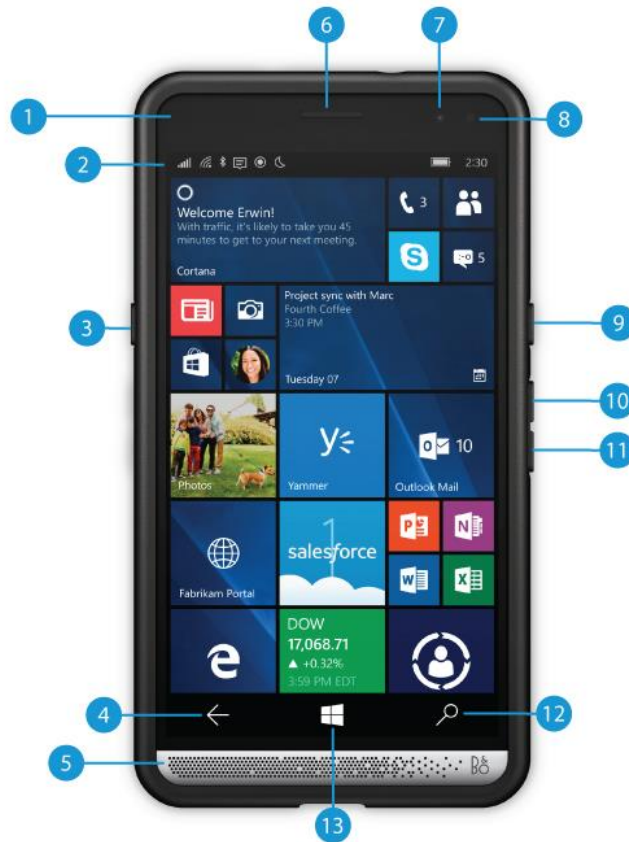 6
7
1
8
2
2:30
Welcome Erwin!
With traffic, it's likely to take you 45
minutes to get to your next meeting.
Cortana
3
S
5
Project sync with Marc
Fourth Coffee
3:30 PM
Tuesday 07
3
9
10
11
Photos
y
Yammer
o 10
Outlook Mail
Fabrikam Portal
1
salesforce
P
N
W
X
e
DOW
17,068.71
▲ +0.32%
3:59 PM EDT
4
12
5
B&
BO
13